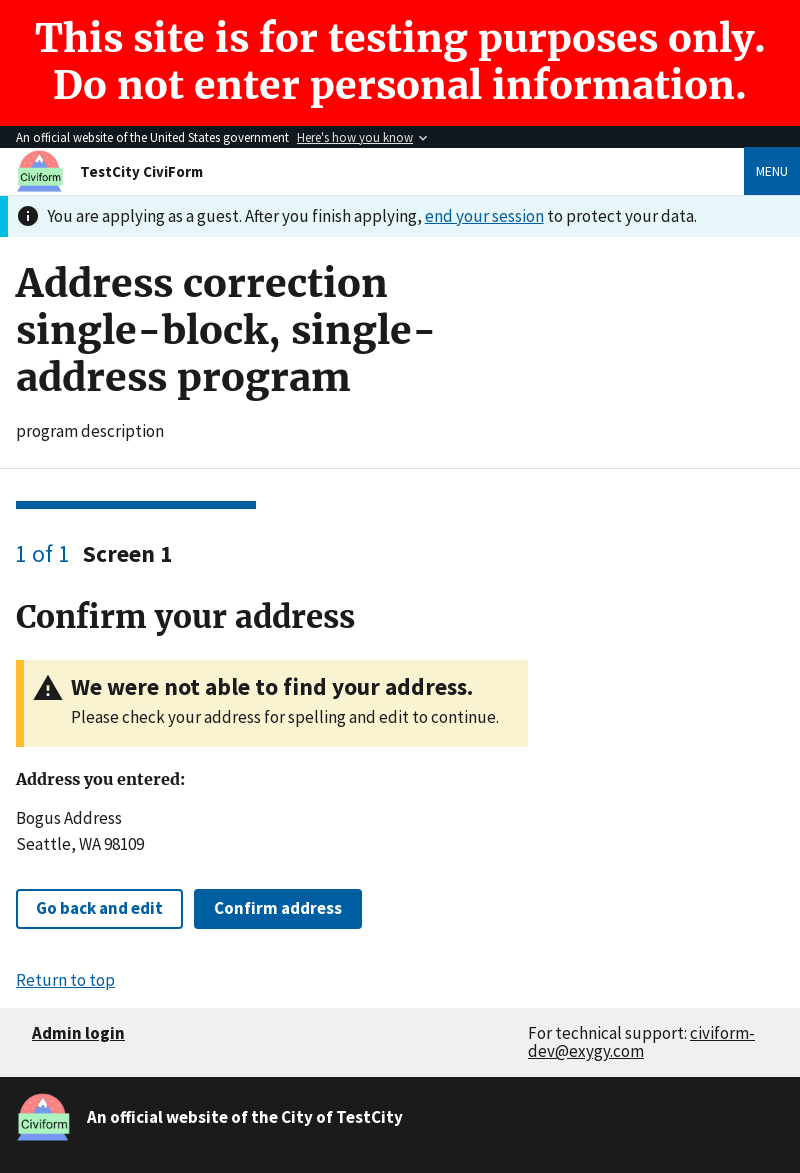 This site is for testing purposes only.
Do not enter personal information.
An official website of the United States government Here's how you know
Civiform
TestCity CiviForm
MENU
You are applying as a guest. After you finish applying, end your session to protect your data.
Address correction
single-block, single-
address program
program description
1 of 1 Screen 1
Confirm your address
We were not able to find your address.
Please check your address for spelling and edit to continue.
Address you entered:
Bogus Address
Seattle, WA 98109
Go back and edit
Confirm address
Return to top
Admin login
For technical support: civiform-
dev@exygy.com
Civiform
An official website of the City of TestCity